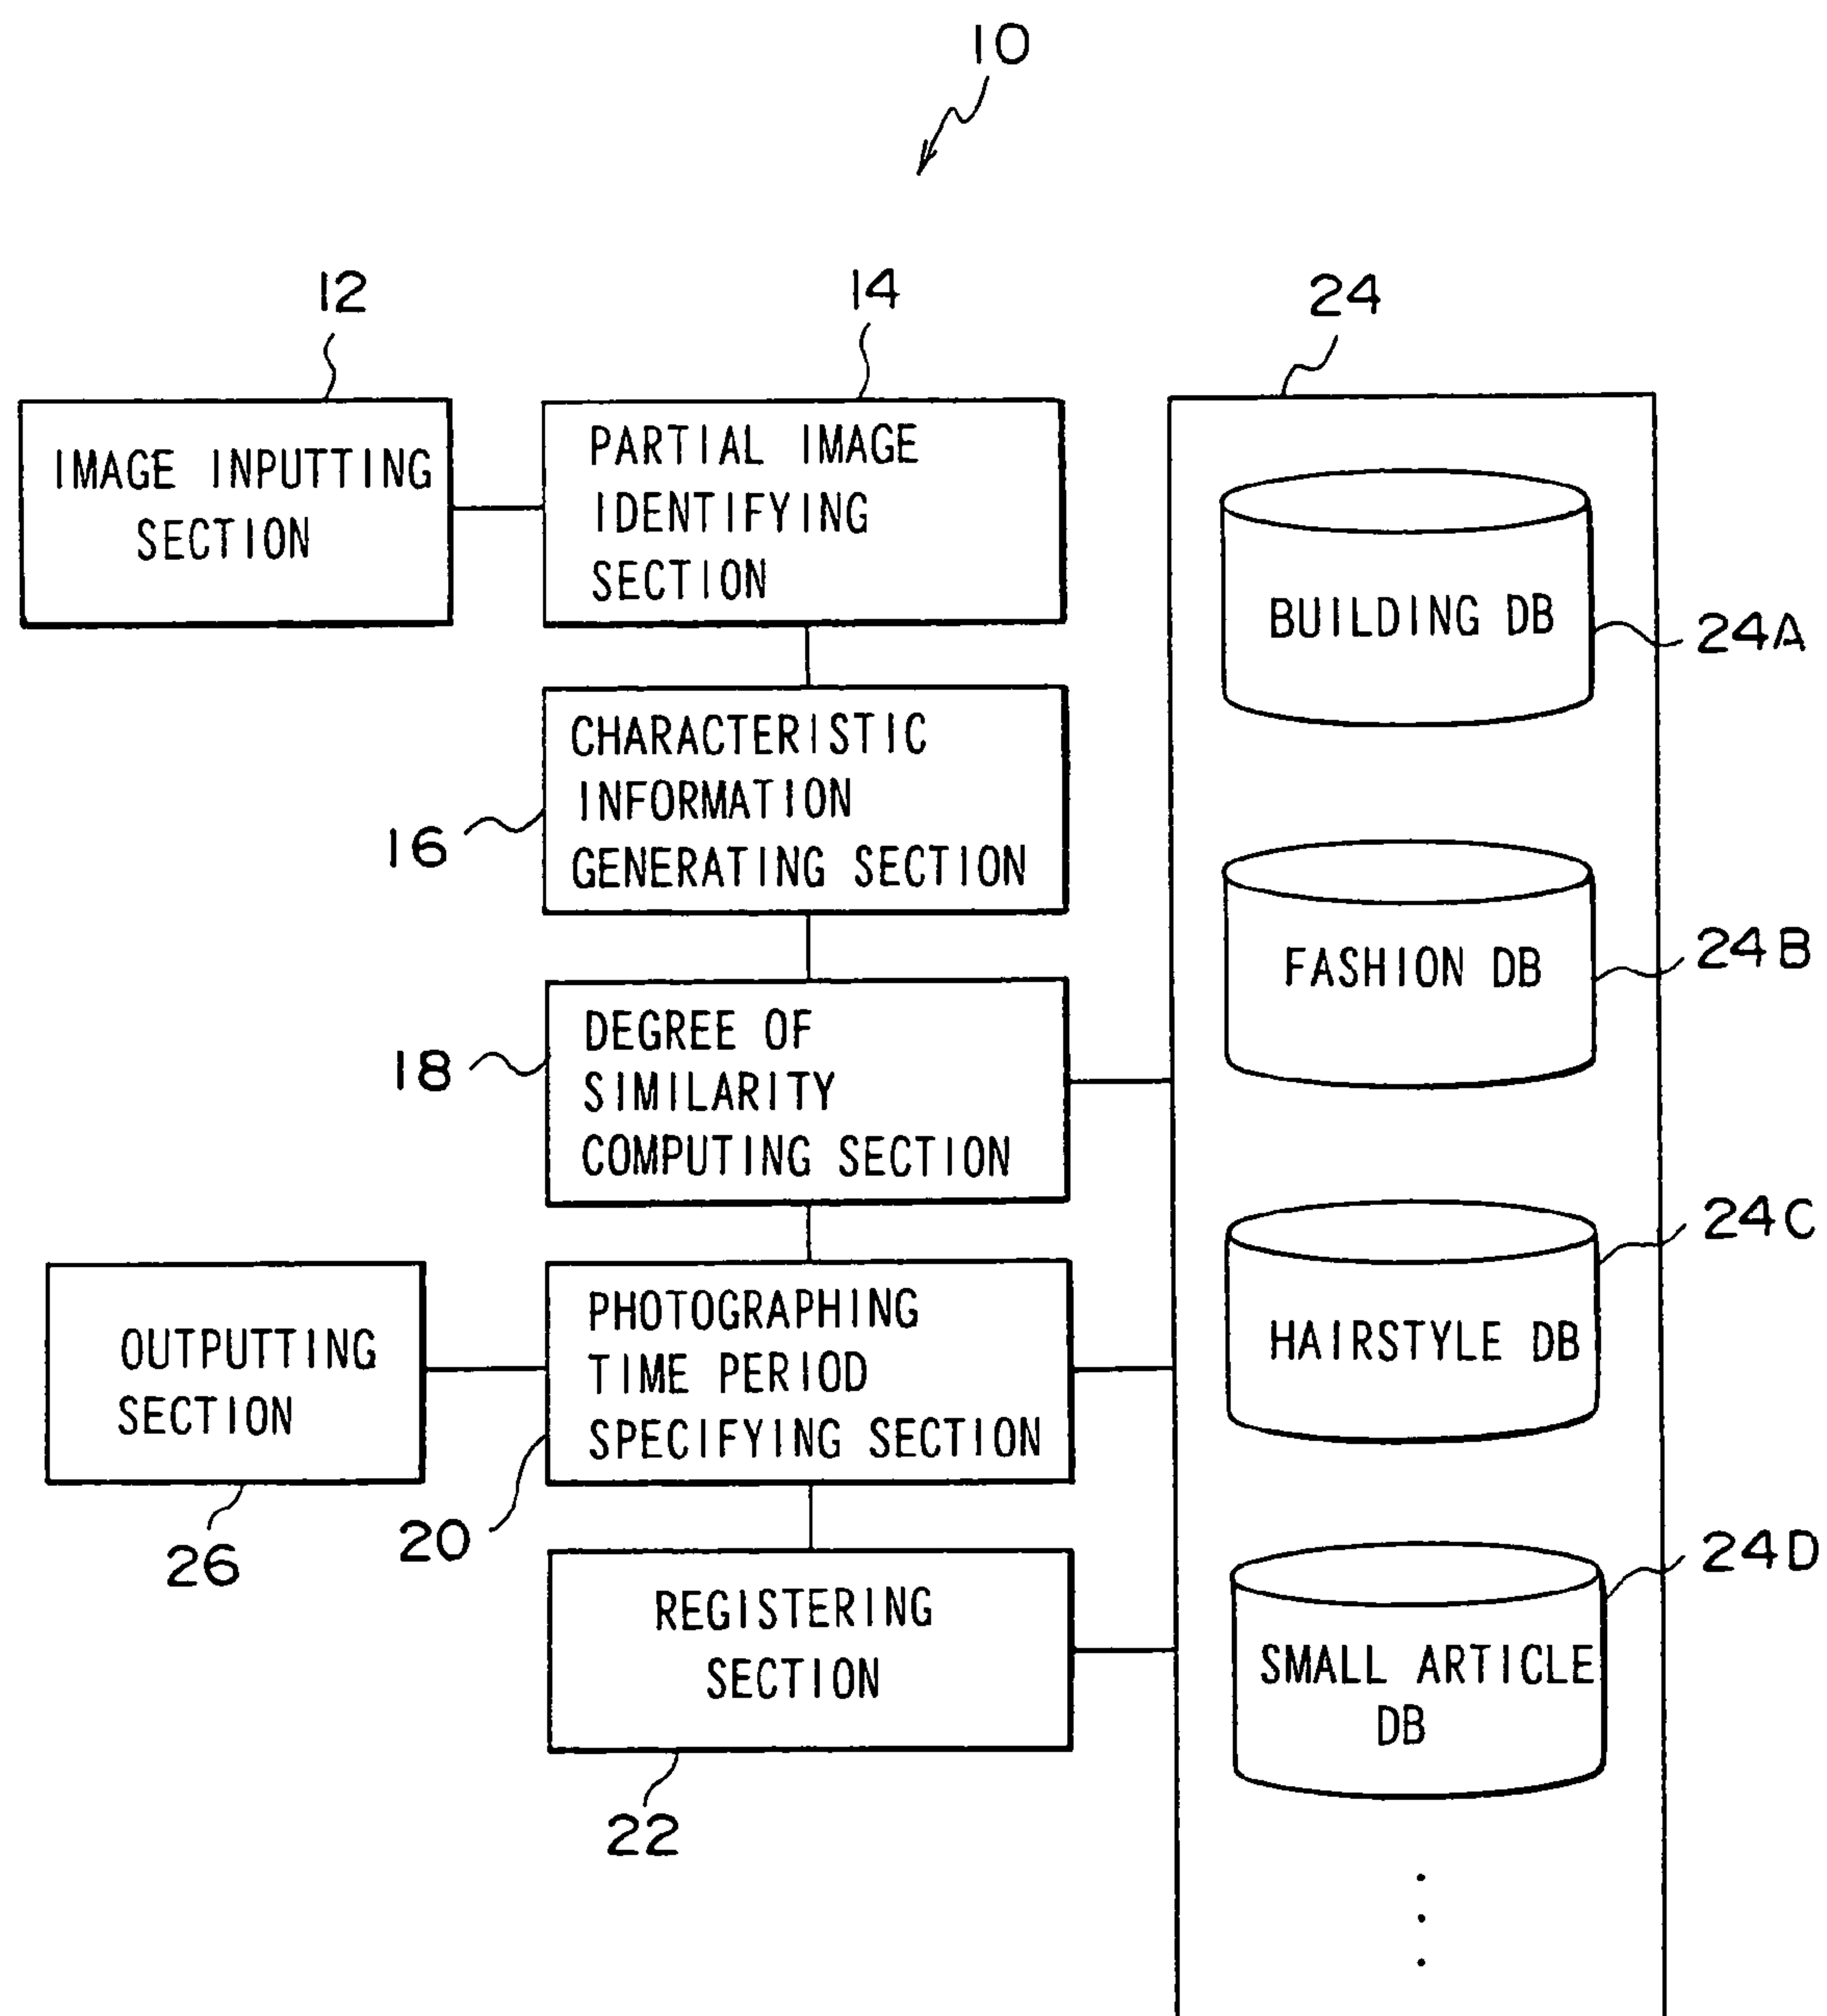 10
12
14
24
IMAGE INPUTTING
SECTION
PARTIAL IMAGE
IDENTIFYING
SECTION
BUILDING DB
24A
CHARACTERISTIC
INFORMATION
GENERATING SECTION
16
FASHION DB
24B
DEGREE OF
SIMILARITY
COMPUTING SECTION
18
24C
HAIRSTYLE DB
OUTPUTTING
SECTION
PHOTOGRAPHING
TIME PERIOD
SPECIFYING SECTION
26
20
24D
REGISTERING
SECTION
SMALL ARTICLE
DB
22